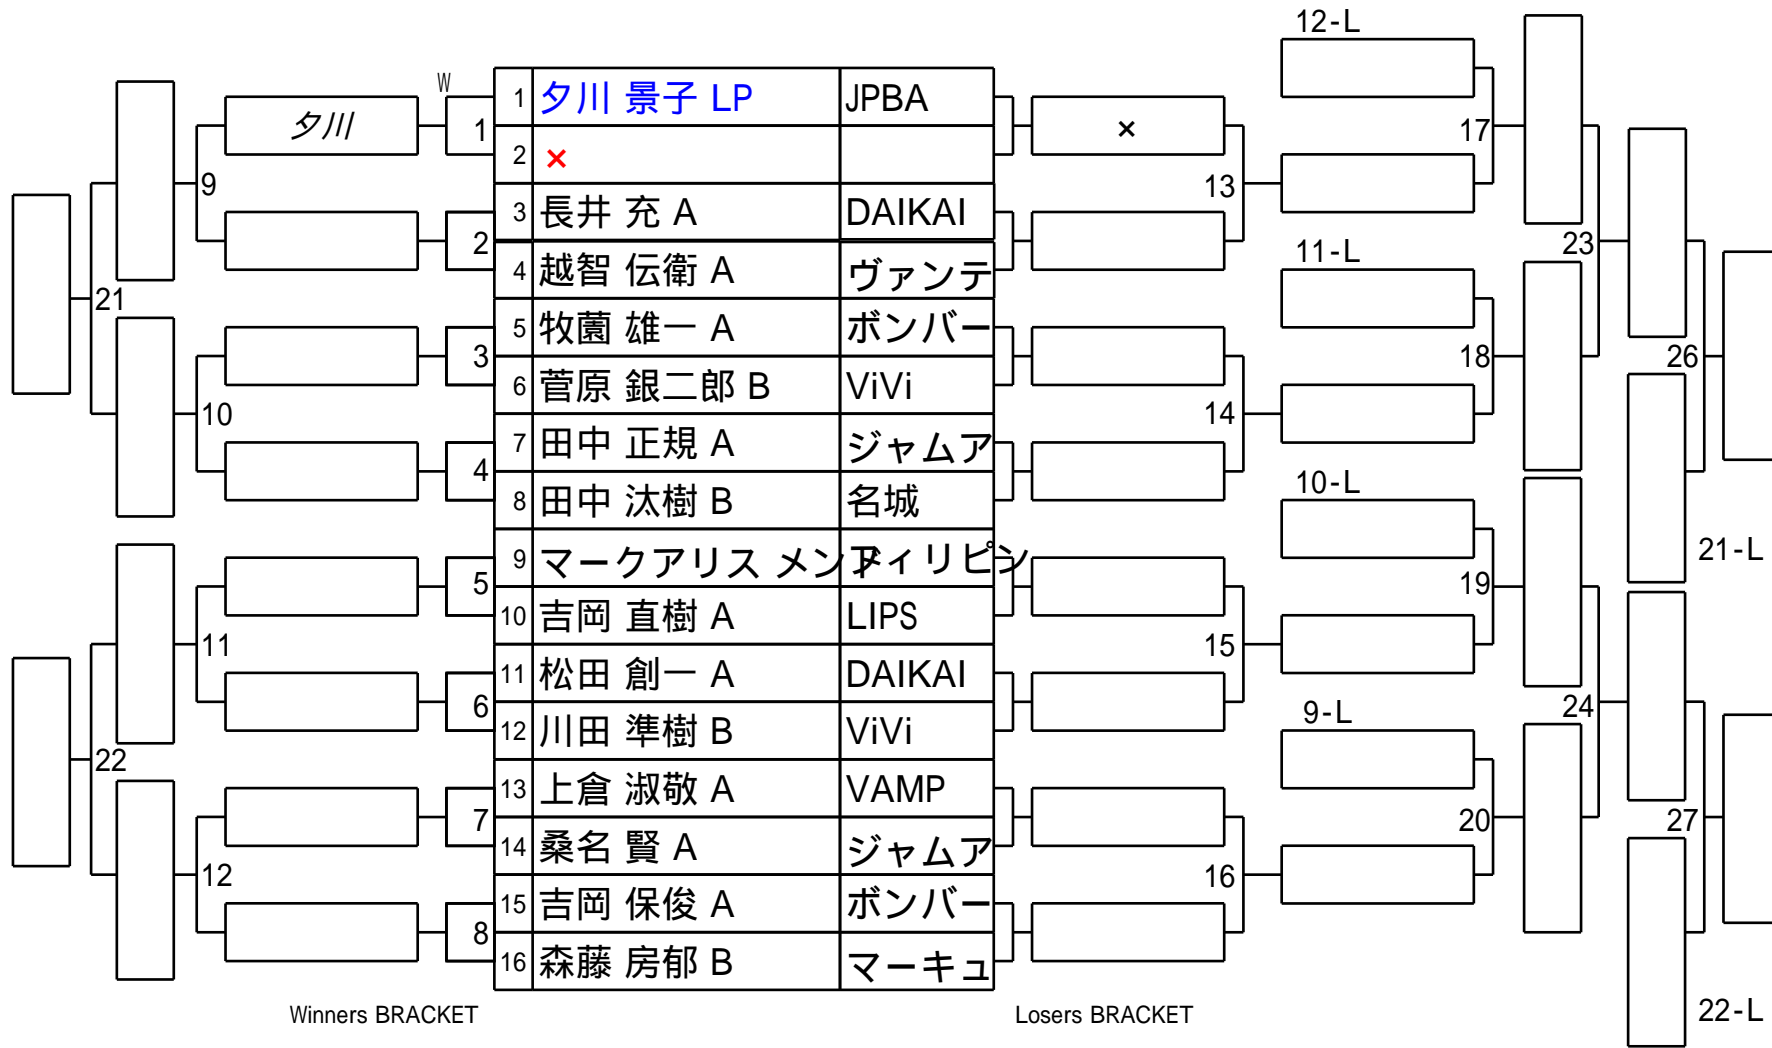 12-L
W
1 夕川 景子 LP JPBA
夕川
1
×
17
2 ×
9
13
3 長井 充 A DAIKAI
2
23
11-L
4 越智 伝衛 A ヴァンテ
21
5 牧薗 雄一 A ボンバー
3
18
26
6 菅原 銀二郎 B ViVi
10
14
7 田中 正規 A ジャムア
4
10-L
8 田中 汰樹 B 名城
21-L
9 マークアリス メンド フィリピン
5
19
10 吉岡 直樹 A LIPS
11
15
11 松田 創一 A DAIKAI
6
24
9-L
12 川田 準樹 B ViVi
22
13 上倉 淑敬 A VAMP
7
20
27
14 桑名 賢 A ジャムア
12
16
15 吉岡 保俊 A ボンバー
8
16 森藤 房郁 B マーキュ
22-L
Winners BRACKET
Losers BRACKET